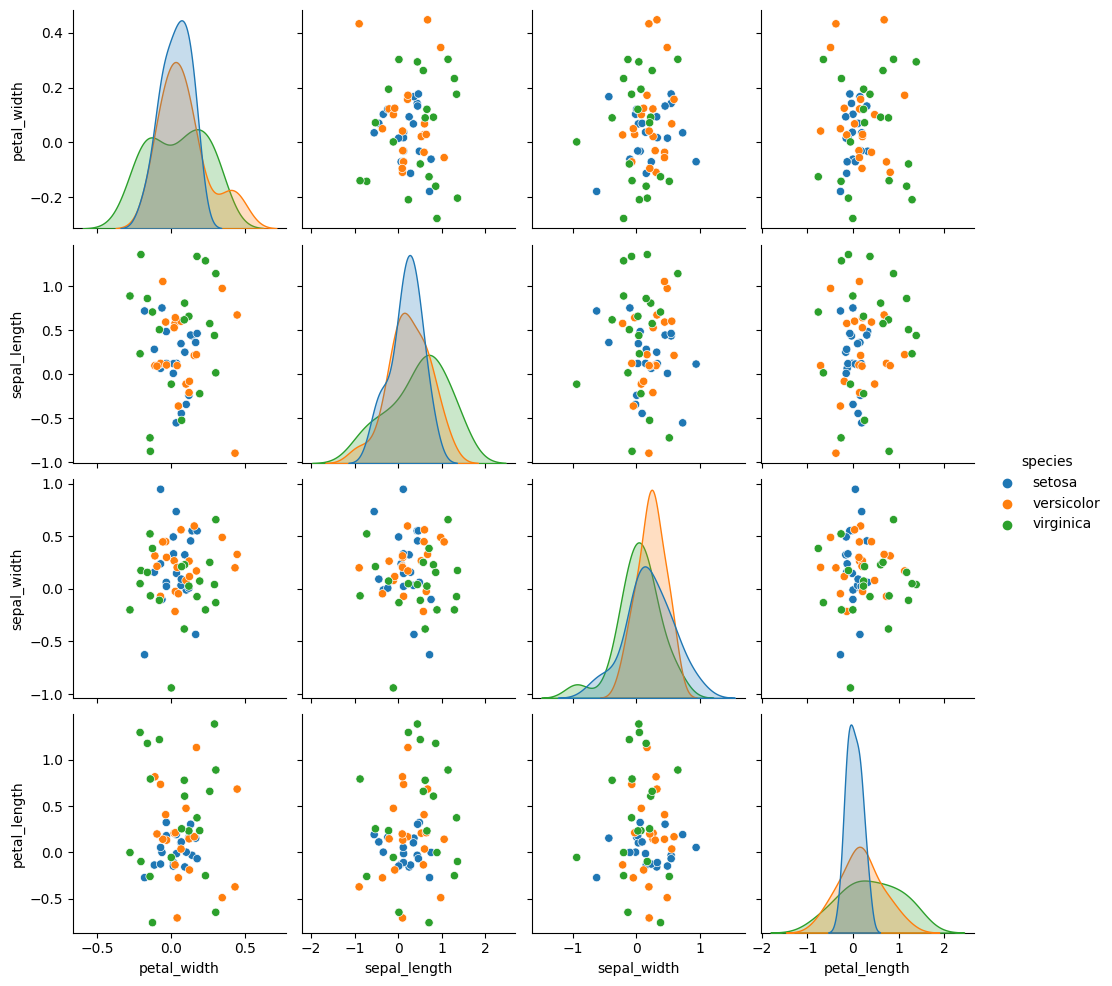 0.4
0.2
0.0
−0.2
petal_width
1.0
0.5
0.0
−0.5
−1.0
sepal_length
1.0
0.5
0.0
−0.5
−1.0
sepal_width
1.0
0.5
0.0
−0.5
petal_length
−0.5 0.0 0.5
petal_width
−2 −1 0 1 2
sepal_length
−1 0 1
sepal_width
−2 −1 0 1 2
petal_length
species
setosa
versicolor
virginica